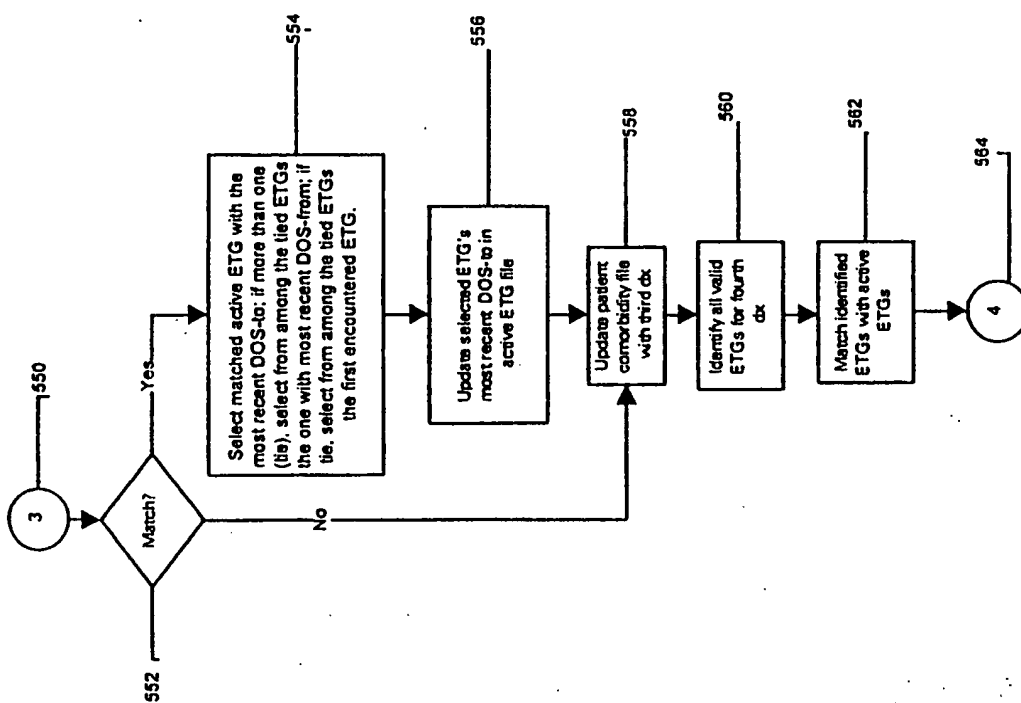 3
550
Match?
552
Yes
No
Select matched active ETG with the
most recent DOS-to; if more than one
(tie), select from among the tied ETGs
the one with most recent DOS-from; if
tie, select from among the tied ETGs
the first encountered ETG.
554
Update selected ETG's
most recent DOS-to in
active ETG file
556
Update patient
comorbidity file
with third dx
558
Identify all valid
ETGs for fourth
dx
560
Match identified
ETGs with active
ETGs
562
564
4